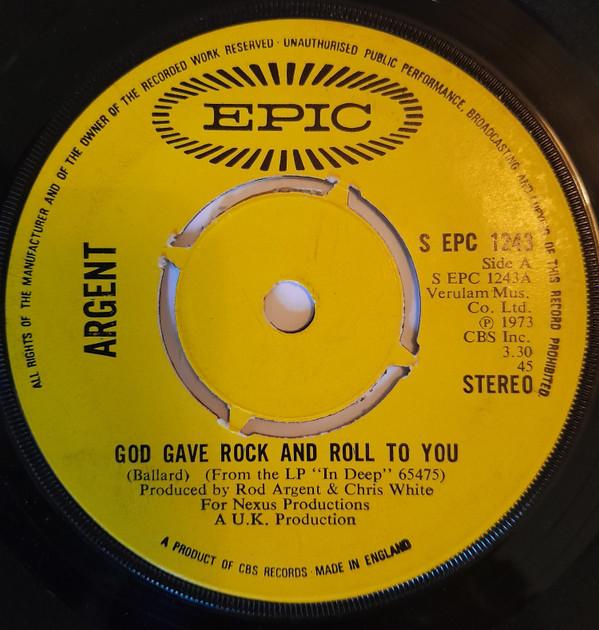 ALL RIGHTS OF THE MANUFACTURER AND OF THE OWNER OF THE RECORDED WORK RESERVED · UNAUTHORISED PUBLIC PERFORMANCE, BROADCASTING AND COPYING OF THIS RECORD PROHIBITED
EPIC
ARGENT
S EPC 1243
Side A
S EPC 1243A
Verulam Mus.
Co. Ltd.
Ⓟ 1973
CBS Inc.
3.30
45
STEREO
GOD GAVE ROCK AND ROLL TO YOU
(Ballard) (From the LP "In Deep" 65475)
Produced by Rod Argent & Chris White
For Nexus Productions
A U.K. Production
A PRODUCT OF CBS RECORDS · MADE IN ENGLAND